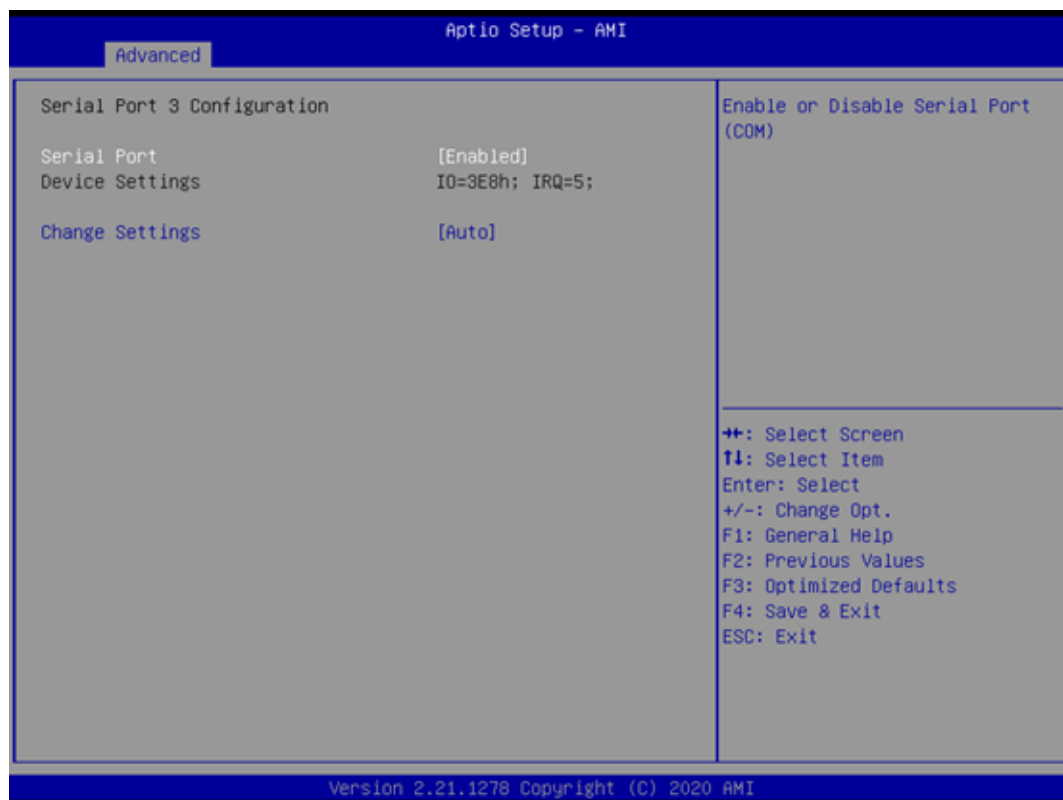 Aptio Setup – AMI
Advanced
Serial Port 3 Configuration
Serial Port [Enabled]
Device Settings IO=3E8h; IRQ=5;
Change Settings [Auto]
Enable or Disable Serial Port
(COM)
→←: Select Screen
↑↓: Select Item
Enter: Select
+/-: Change Opt.
F1: General Help
F2: Previous Values
F3: Optimized Defaults
F4: Save & Exit
ESC: Exit
Version 2.21.1278 Copyright (C) 2020 AMI